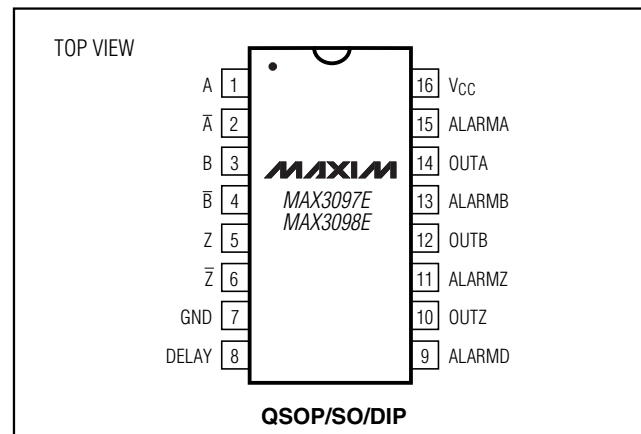 TOP VIEW
A 1
A̅ 2
B 3
B̅ 4
Z 5
Z̅ 6
GND 7
DELAY 8
MAXIM
MAX3097E
MAX3098E
16 VCC
15 ALARMA
14 OUTA
13 ALARMB
12 OUTB
11 ALARMZ
10 OUTZ
9 ALARMD
QSOP/SO/DIP